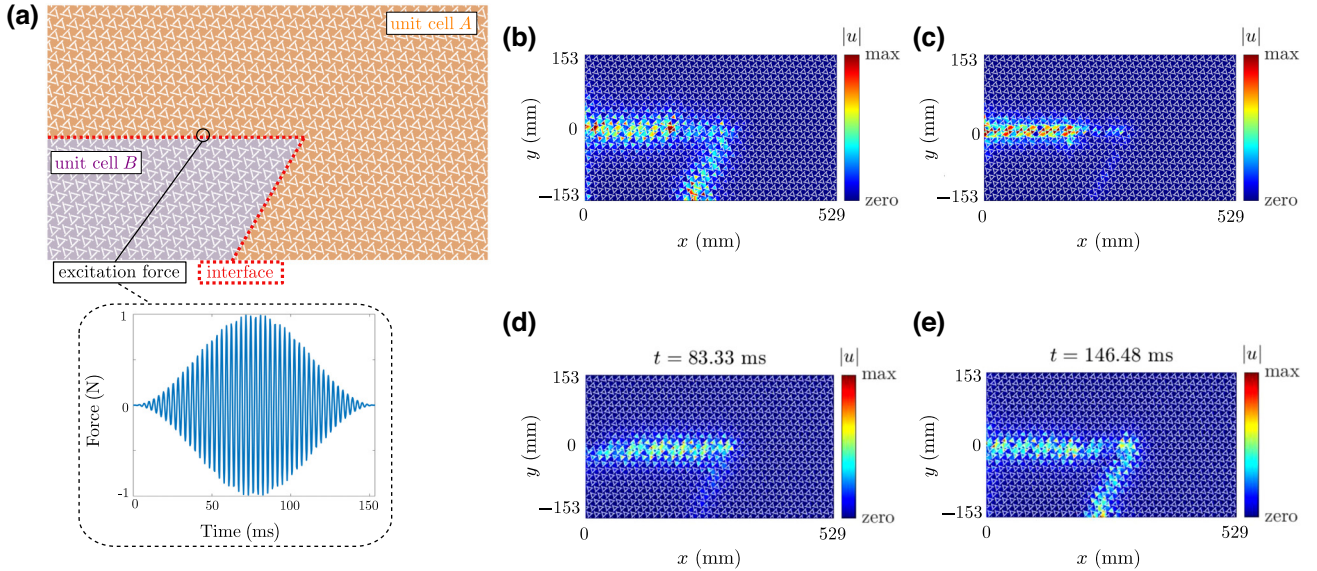 (a)
unit cell A
unit cell B
excitation force
interface
1
0
-1
Force (N)
0
50
100
150
Time (ms)
(b)
|u|
153
0
−153
y (mm)
0
529
x (mm)
max
zero
(c)
|u|
153
0
−153
y (mm)
0
529
x (mm)
max
zero
(d)
t = 83.33 ms
|u|
153
0
−153
y (mm)
0
529
x (mm)
max
zero
(e)
t = 146.48 ms
|u|
153
0
−153
y (mm)
0
529
x (mm)
max
zero